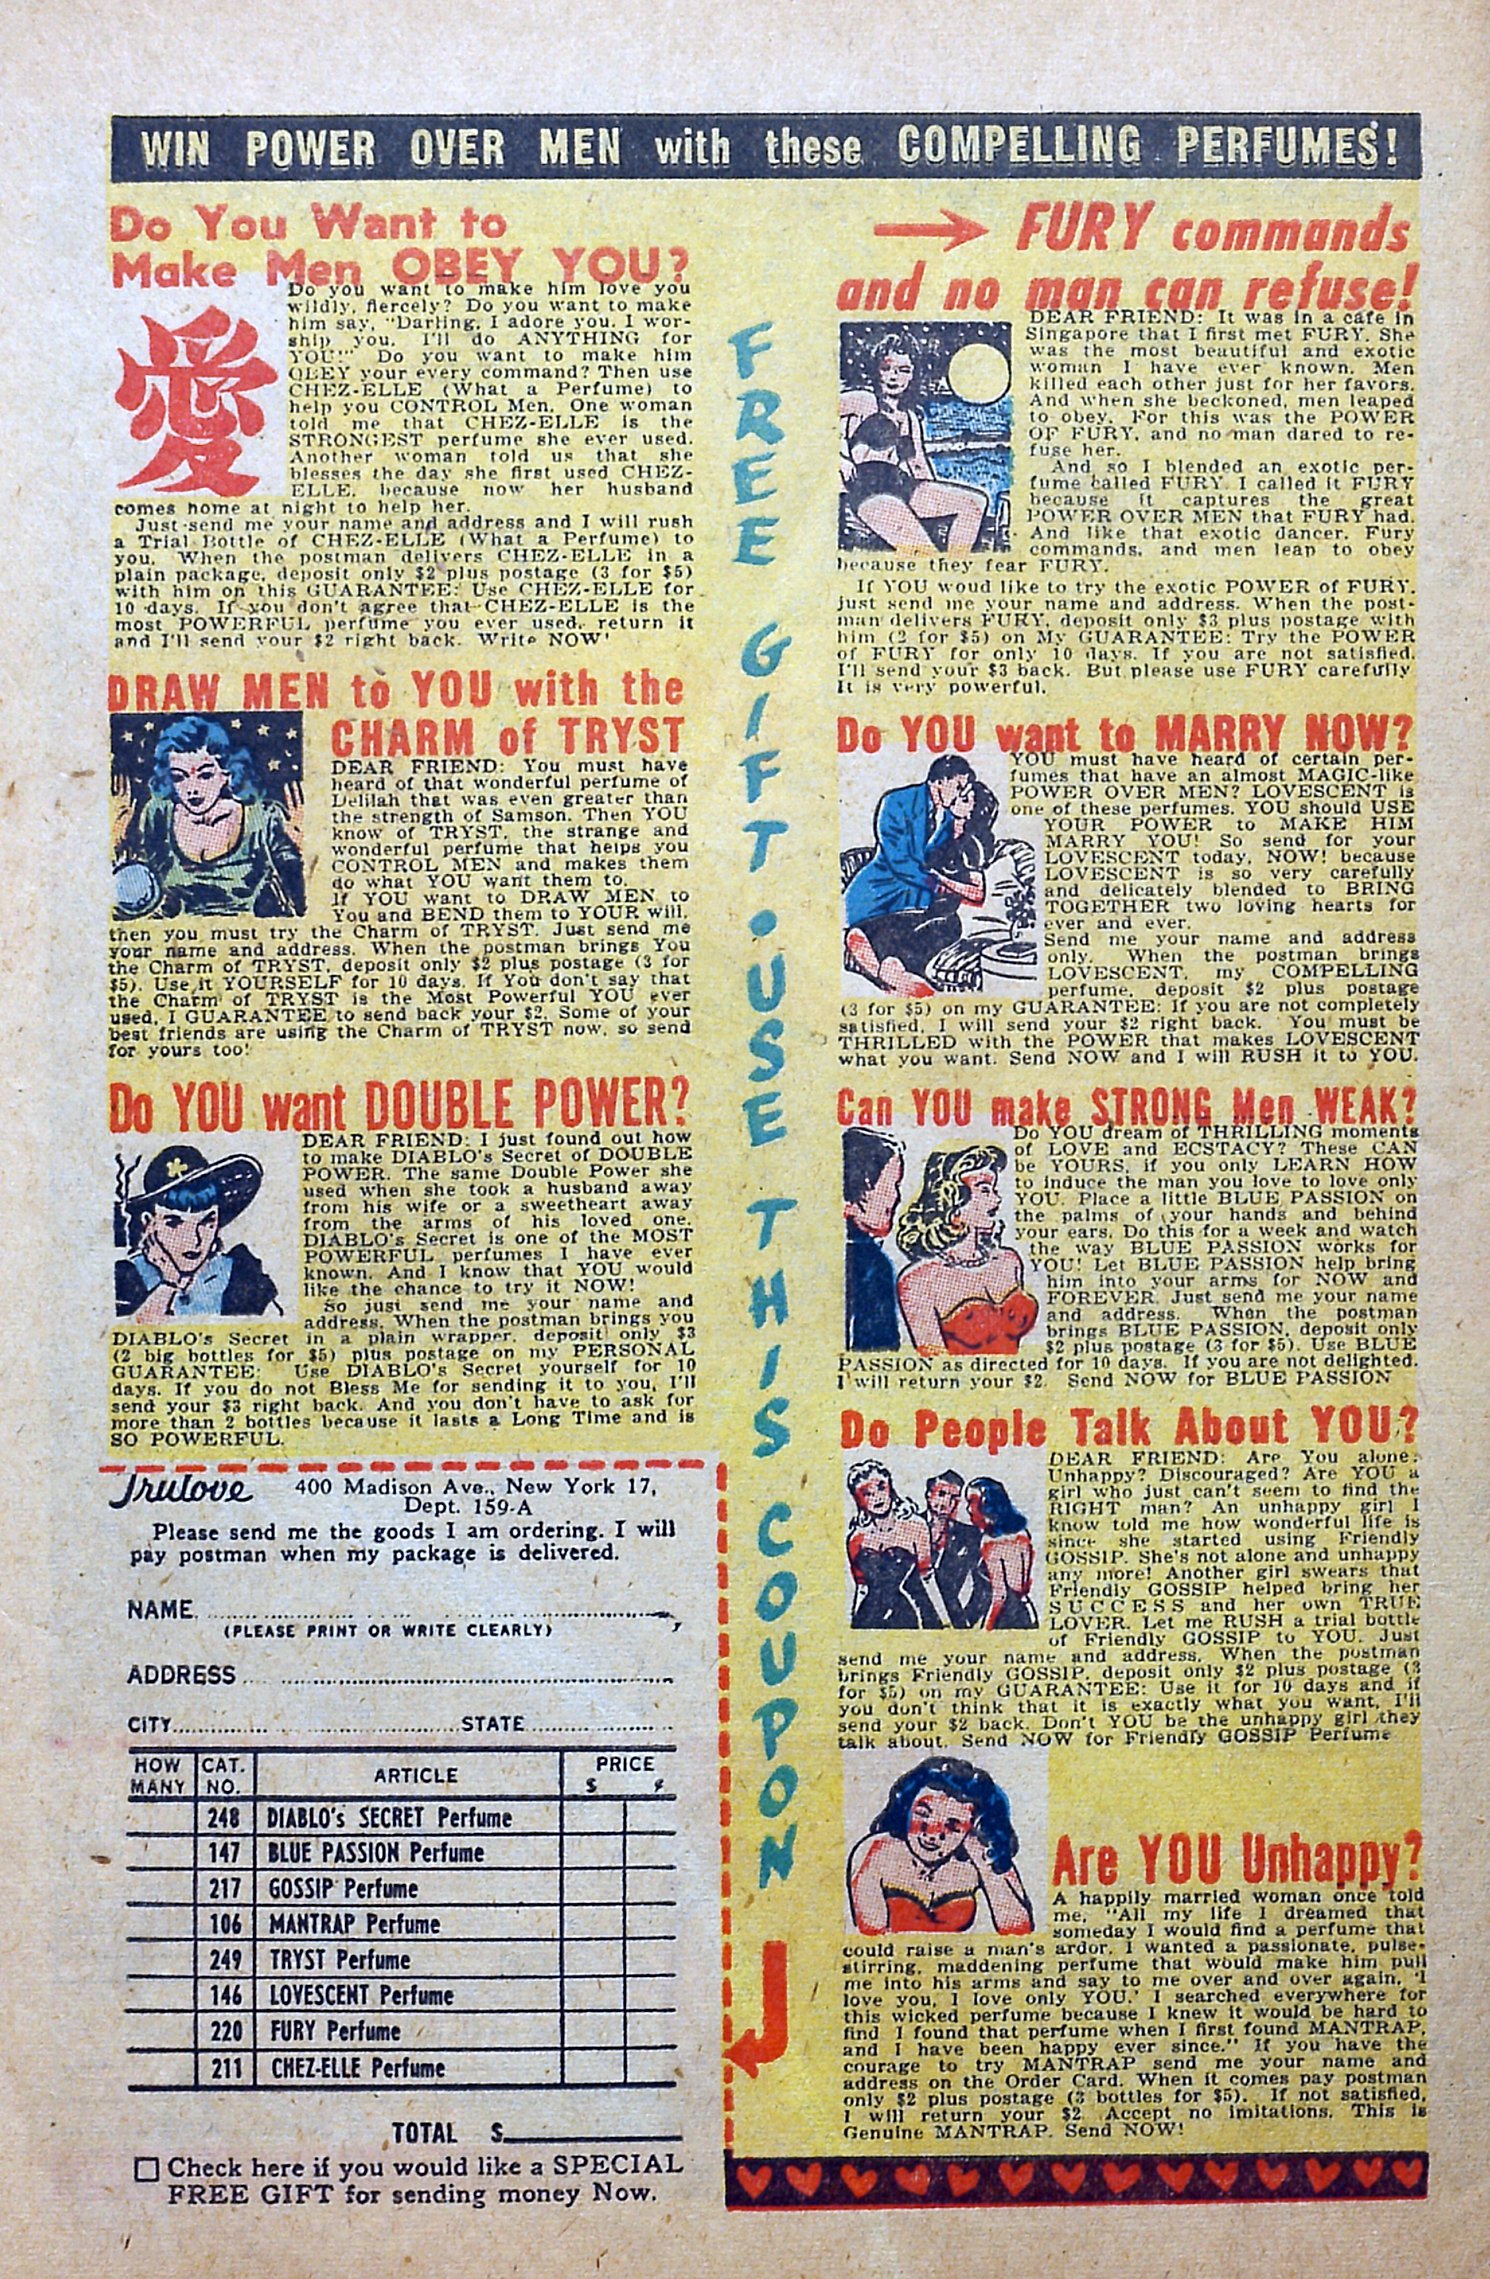 WIN POWER OVER MEN with these COMPELLING PERFUMES!
Do You Want to
Make Men OBEY YOU?
愛
Do you want to make him love you
wildly, fiercely? Do you want to make
him say, "Darling, I adore you. I wor-
ship you. I'll do ANYTHING for
YOU!" Do you want to make him
OBEY your every command? Then use
CHEZ-ELLE (What a Perfume) to
help you CONTROL Men. One woman
told me that CHEZ-ELLE is the
STRONGEST perfume she ever used.
Another woman told us that she
blesses the day she first used CHEZ-
ELLE, because now her husband
comes home at night to help her.
Just send me your name and address and I will rush
a Trial Bottle of CHEZ-ELLE (What a Perfume) to
you. When the postman delivers CHEZ-ELLE in a
plain package, deposit only $2 plus postage (3 for $5)
with him on this GUARANTEE: Use CHEZ-ELLE for
10 days. If you don't agree that CHEZ-ELLE is the
most POWERFUL perfume you ever used, return it
and I'll send your $2 right back. Write NOW!
DRAW MEN to YOU with the
CHARM of TRYST
DEAR FRIEND: You must have
heard of that wonderful perfume of
Delilah that was even greater than
the strength of Samson. Then YOU
know of TRYST, the strange and
wonderful perfume that helps you
CONTROL MEN and makes them
do what YOU want them to.
If YOU want to DRAW MEN to
You and BEND them to YOUR will,
then you must try the Charm of TRYST. Just send me
your name and address. When the postman brings You
the Charm of TRYST, deposit only $2 plus postage (3 for
$5). Use it YOURSELF for 10 days. If You don't say that
the Charm of TRYST is the Most Powerful YOU ever
used, I GUARANTEE to send back your $2. Some of your
best friends are using the Charm of TRYST now, so send
for yours too!
Do YOU want DOUBLE POWER?
DEAR FRIEND: I just found out how
to make DIABLO's Secret of DOUBLE
POWER. The same Double Power she
used when she took a husband away
from his wife or a sweetheart away
from the arms of his loved one.
DIABLO's Secret is one of the MOST
POWERFUL perfumes I have ever
known. And I know that YOU would
like the chance to try it NOW!
So just send me your name and
address. When the postman brings you
DIABLO's Secret in a plain wrapper, deposit only $3
(2 big bottles for $5) plus postage on my PERSONAL
GUARANTEE: Use DIABLO's Secret yourself for 10
days. If you do not Bless Me for sending it to you, I'll
send your $3 right back. And you don't have to ask for
more than 2 bottles because it lasts a Long Time and is
SO POWERFUL.
Trulove 400 Madison Ave., New York 17,
Dept. 159-A
Please send me the goods I am ordering. I will
pay postman when my package is delivered.
NAME
(PLEASE PRINT OR WRITE CLEARLY)
ADDRESS
CITY STATE
HOW MANY CAT. NO. ARTICLE PRICE $ ¢
248 DIABLO's SECRET Perfume
147 BLUE PASSION Perfume
217 GOSSIP Perfume
106 MANTRAP Perfume
249 TRYST Perfume
146 LOVESCENT Perfume
220 FURY Perfume
211 CHEZ-ELLE Perfume
TOTAL $
Check here if you would like a SPECIAL
FREE GIFT for sending money Now.
FREE GIFT • USE THIS COUPON
FURY commands
and no man can refuse!
DEAR FRIEND: It was in a cafe in
Singapore that I first met FURY. She
was the most beautiful and exotic
woman I have ever known. Men
killed each other just for her favors.
And when she beckoned, men leaped
to obey. For this was the POWER
OF FURY, and no man dared to re-
fuse her.
And so I blended an exotic per-
fume called FURY. I called it FURY
because it captures the great
POWER OVER MEN that FURY had.
And like that exotic dancer, Fury
commands, and men leap to obey
because they fear FURY.
If YOU woud like to try the exotic POWER of FURY,
just send me your name and address. When the post-
man delivers FURY, deposit only $3 plus postage with
him (2 for $5) on My GUARANTEE: Try the POWER
of FURY for only 10 days. If you are not satisfied,
I'll send your $3 back. But please use FURY carefully
It is very powerful.
Do YOU want to MARRY NOW?
YOU must have heard of certain per-
fumes that have an almost MAGIC-like
POWER OVER MEN? LOVESCENT is
one of these perfumes. YOU should USE
YOUR POWER to MAKE HIM
MARRY YOU! So send for your
LOVESCENT today, NOW! because
LOVESCENT is so very carefully
and delicately blended to BRING
TOGETHER two loving hearts for
ever and ever.
Send me your name and address
only. When the postman brings
LOVESCENT, my COMPELLING
perfume, deposit $2 plus postage
(3 for $5) on my GUARANTEE: If you are not completely
satisfied, I will send your $2 right back. You must be
THRILLED with the POWER that makes LOVESCENT
what you want. Send NOW and I will RUSH it to YOU.
Can YOU make STRONG Men WEAK?
Do YOU dream of THRILLING moments
of LOVE and ECSTACY? These CAN
be YOURS, if you only LEARN HOW
to induce the man you love to love only
YOU. Place a little BLUE PASSION on
the palms of your hands and behind
your ears. Do this for a week and watch
the way BLUE PASSION works for
YOU! Let BLUE PASSION help bring
him into your arms for NOW and
FOREVER. Just send me your name
and address. When the postman
brings BLUE PASSION, deposit only
$2 plus postage (3 for $5). Use BLUE
PASSION as directed for 10 days. If you are not delighted,
I will return your $2. Send NOW for BLUE PASSION
Do People Talk About YOU?
DEAR FRIEND: Are You alone?
Unhappy? Discouraged? Are YOU a
girl who just can't seem to find the
RIGHT man? An unhappy girl I
know told me how wonderful life is
since she started using Friendly
GOSSIP. She's not alone and unhappy
any more! Another girl swears that
Friendly GOSSIP helped bring her
SUCCESS and her own TRUE
LOVER. Let me RUSH a trial bottle
of Friendly GOSSIP to YOU. Just
send me your name and address. When the postman
brings Friendly GOSSIP, deposit only $2 plus postage (3
for $5) on my GUARANTEE: Use it for 10 days and if
you don't think that it is exactly what you want, I'll
send your $2 back. Don't YOU be the unhappy girl they
talk about. Send NOW for Friendly GOSSIP Perfume
Are YOU Unhappy?
A happily married woman once told
me, "All my life I dreamed that
someday I would find a perfume that
could raise a man's ardor. I wanted a passionate, pulse-
stirring, maddening perfume that would make him pull
me into his arms and say to me over and over again, 'I
love you, I love only YOU.' I searched everywhere for
this wicked perfume because I knew it would be hard to
find I found that perfume when I first found MANTRAP,
and I have been happy ever since." If you have the
courage to try MANTRAP send me your name and
address on the Order Card. When it comes pay postman
only $2 plus postage (3 bottles for $5). If not satisfied,
I will return your $2 Accept no imitations. This is
Genuine MANTRAP. Send NOW!